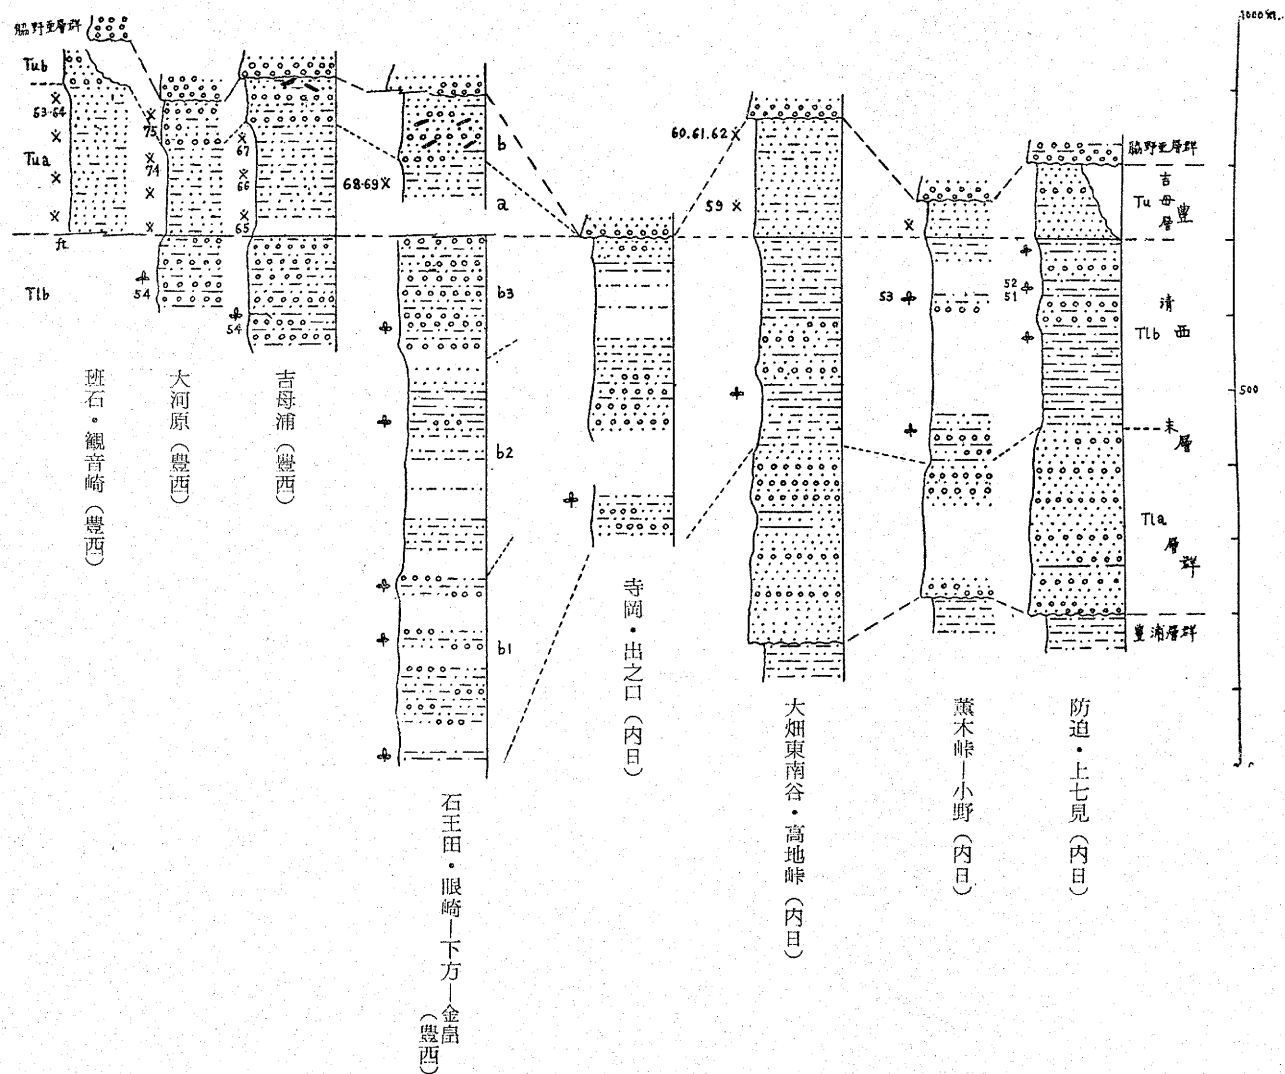 脇野亜層群
Tub
53·64
Tua
ft.
Tlb
75
74
54
67
66
65
54
68·69
b
a
b3
b2
b1
60.61.62
59
53
52
51
1000m.
500
脇野亜層群
吉母層
Tu
豊
清
Tlb
西
末層
Tla
層
群
豊浦層群
斑石・観音崎（豊西）
大河原（豊西）
吉母浦（豊西）
石王田・眼崎―下方―金畠（豊西）
寺岡・出之口（内日）
大畑東南谷・高地峠（内日）
薫木峠―小野（内日）
防迫・上七見（内日）